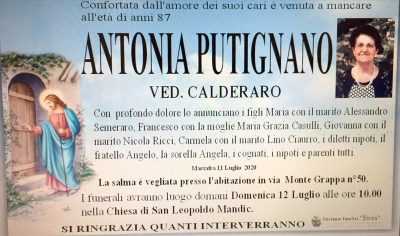 Confortata dall'amore dei suoi cari è venuta a mancare
all'età di anni 87
ANTONIA PUTIGNANO
VED. CALDERARO
Con profondo dolore lo annunciano i figli Maria con il marito Alessandro
Semeraro, Francesco con la moglie Maria Grazia Casulli, Giovanna con il
marito Nicola Ricci, Carmela con il marito Lino Ciaurro, i diletti nipoti, il
fratello Angelo, la sorella Angela, i cognati, i nipoti e parenti tutti.
Massafra 11 Luglio 2020
La salma è vegliata presso l'abitazione in via Monte Grappa n°50.
I funerali avranno luogo domani Domenica 12 Luglio alle ore 10.00
nella Chiesa di San Leopoldo Mandic.
SI RINGRAZIA QUANTI INTERVERRANNO